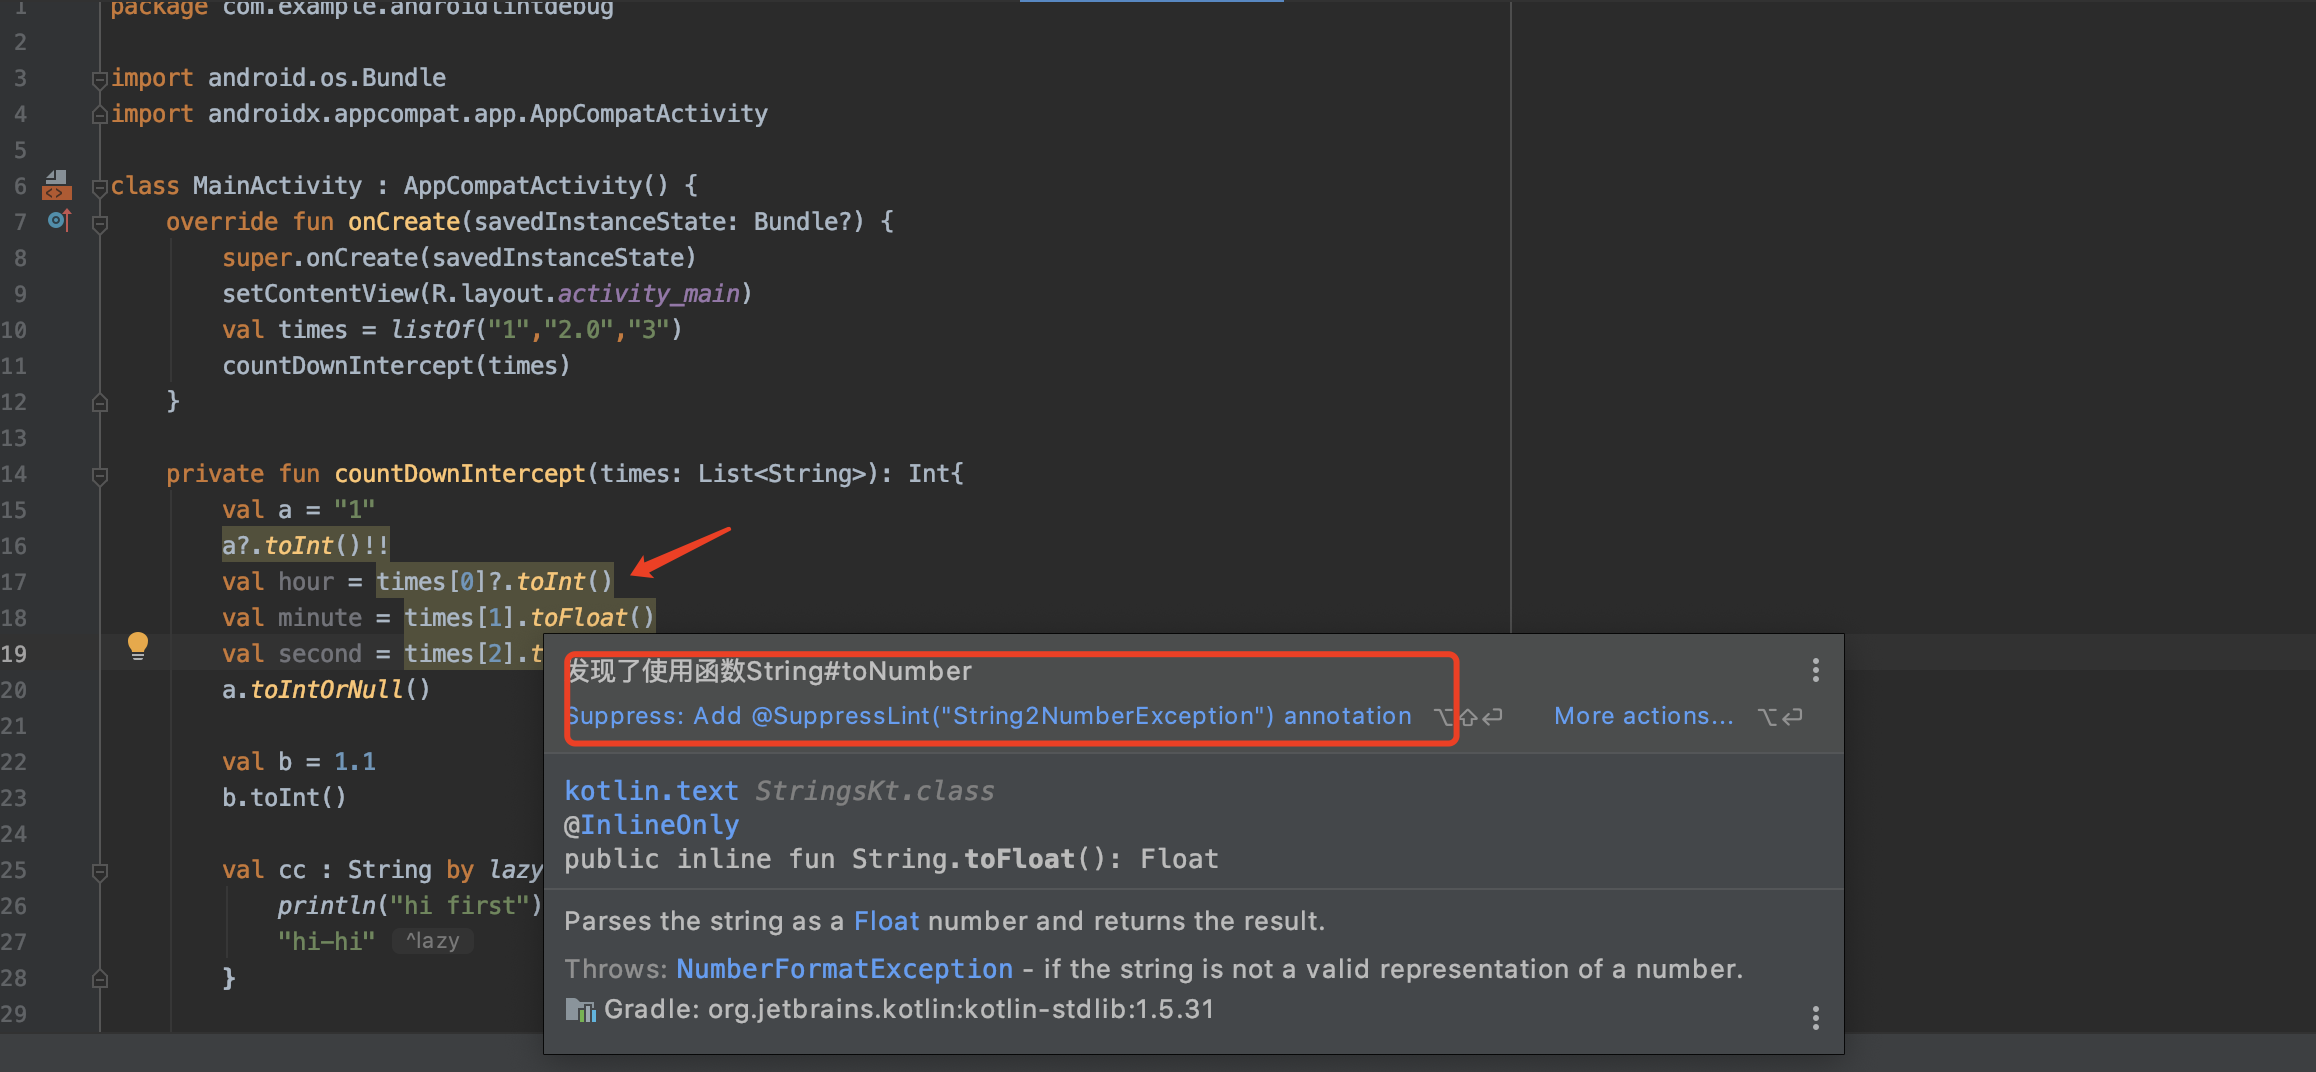 1 package com.example.androidlintdebug
2
3 import android.os.Bundle
4 import androidx.appcompat.app.AppCompatActivity
5
6 class MainActivity : AppCompatActivity() {
7 override fun onCreate(savedInstanceState: Bundle?) {
8 super.onCreate(savedInstanceState)
9 setContentView(R.layout.activity_main)
10 val times = listOf("1","2.0","3")
11 countDownIntercept(times)
12 }
13
14 private fun countDownIntercept(times: List<String>): Int{
15 val a = "1"
16 a?.toInt()!!
17 val hour = times[0]?.toInt()
18 val minute = times[1].toFloat()
19 val second = times[2].t
20 a.toIntOrNull()
21
22 val b = 1.1
23 b.toInt()
24
25 val cc : String by lazy
26 println("hi first")
27 "hi-hi" ^lazy
28 }
29
发现了使用函数String#toNumber
Suppress: Add @SuppressLint("String2NumberException") annotation ⌥⇧⏎ More actions... ⌥⏎
kotlin.text StringsKt.class
@InlineOnly
public inline fun String.toFloat(): Float
Parses the string as a Float number and returns the result.
Throws: NumberFormatException - if the string is not a valid representation of a number.
Gradle: org.jetbrains.kotlin:kotlin-stdlib:1.5.31